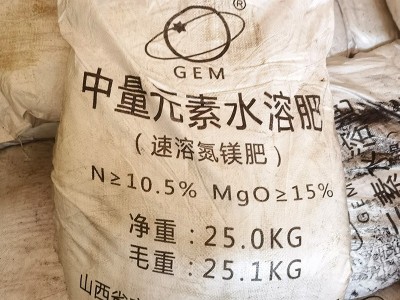 ®
GEM
中量元素水溶肥
（速溶氮镁肥）
N≥10.5% MgO≥15%
净重：25.0KG
毛重：25.1KG
山西省
GEM